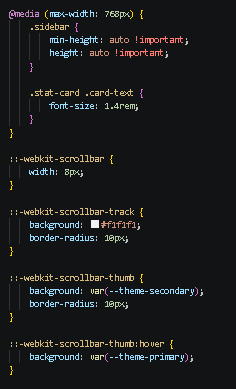 @media (max-width: 768px) {
    .sidebar {
        min-height: auto !important;
        height: auto !important;
    }

    .stat-card .card-text {
        font-size: 1.4rem;
    }
}

::-webkit-scrollbar {
    width: 8px;
}

::-webkit-scrollbar-track {
    background: #f1f1f1;
    border-radius: 10px;
}

::-webkit-scrollbar-thumb {
    background: var(--theme-secondary);
    border-radius: 10px;
}

::-webkit-scrollbar-thumb:hover {
    background: var(--theme-primary);
}